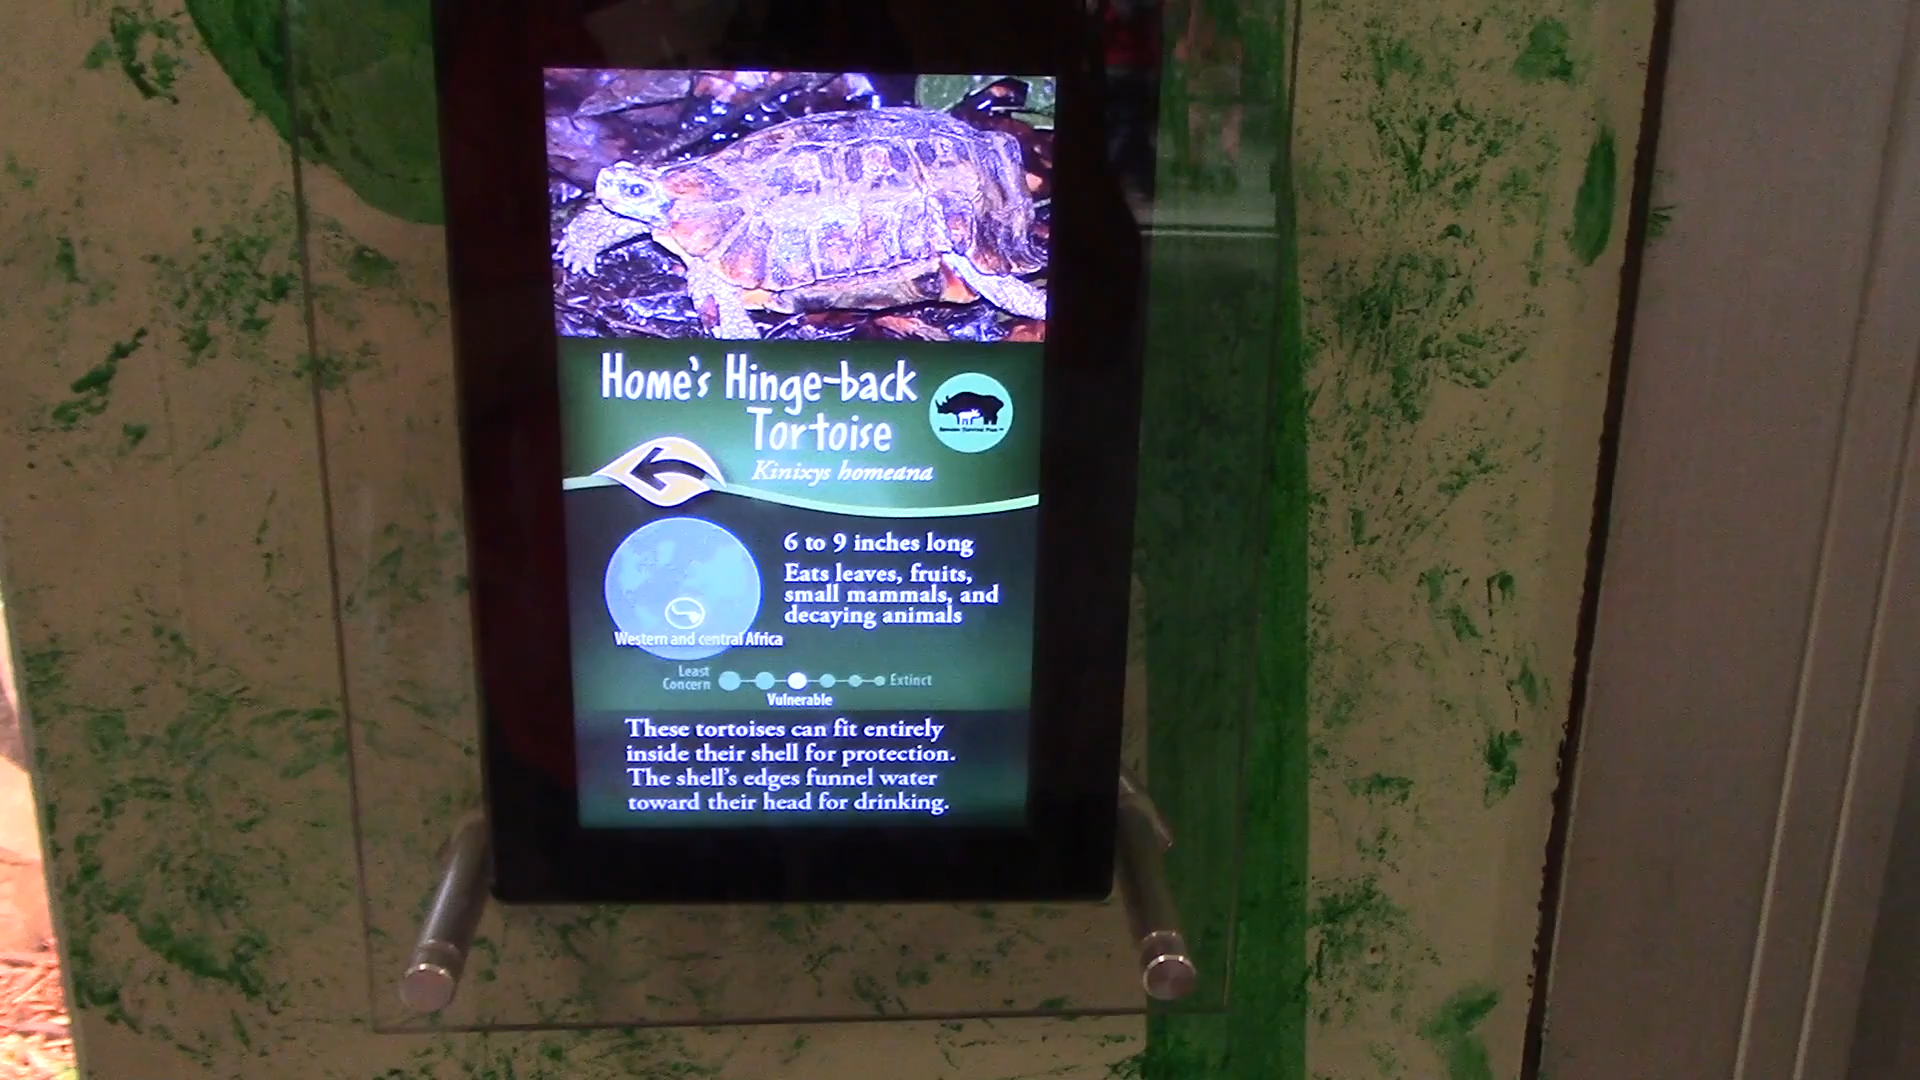 Home's Hinge-back
Tortoise
Kinixys homeana
6 to 9 inches long
Eats leaves, fruits,
small mammals, and
decaying animals
Western and central Africa
Least
Concern
Extinct
Vulnerable
These tortoises can fit entirely
inside their shell for protection.
The shell's edges funnel water
toward their head for drinking.